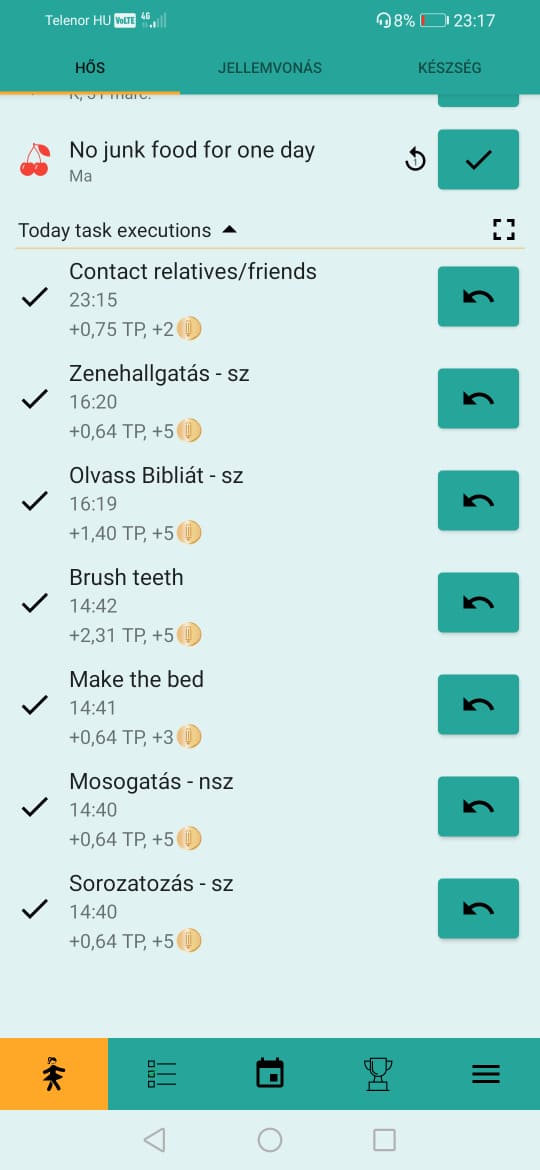 Telenor HU VoLTE 4G 8% 23:17
HŐS JELLEMVONÁS KÉSZSÉG
K, 31 márc.
No junk food for one day
Ma
1
Today task executions
Contact relatives/friends
23:15
+0,75 TP, +2
Zenehallgatás - sz
16:20
+0,64 TP, +5
Olvass Bibliát - sz
16:19
+1,40 TP, +5
Brush teeth
14:42
+2,31 TP, +5
Make the bed
14:41
+0,64 TP, +3
Mosogatás - nsz
14:40
+0,64 TP, +5
Sorozatozás - sz
14:40
+0,64 TP, +5